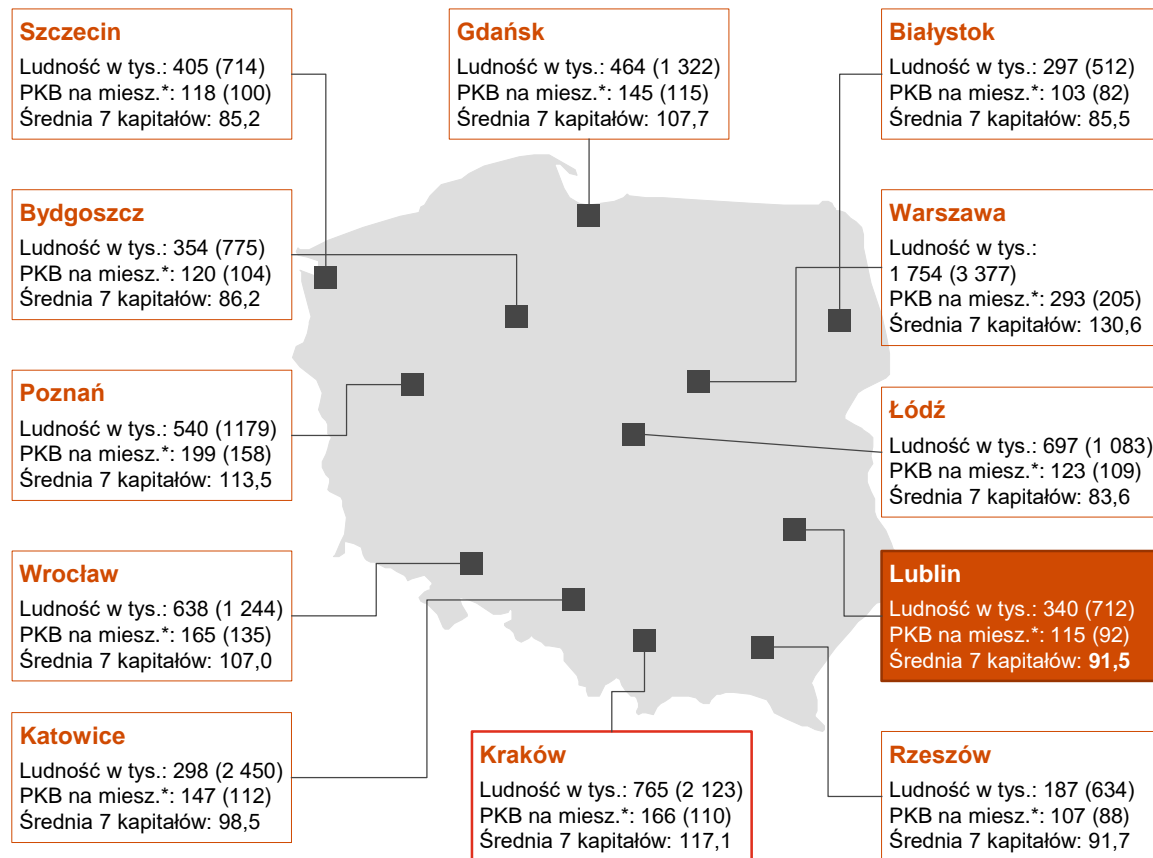 Szczecin
Ludność w tys.: 405 (714)
PKB na miesz.*: 118 (100)
Średnia 7 kapitałów: 85,2
Gdańsk
Ludność w tys.: 464 (1 322)
PKB na miesz.*: 145 (115)
Średnia 7 kapitałów: 107,7
Białystok
Ludność w tys.: 297 (512)
PKB na miesz.*: 103 (82)
Średnia 7 kapitałów: 85,5
Bydgoszcz
Ludność w tys.: 354 (775)
PKB na miesz.*: 120 (104)
Średnia 7 kapitałów: 86,2
Warszawa
Ludność w tys.:
1 754 (3 377)
PKB na miesz.*: 293 (205)
Średnia 7 kapitałów: 130,6
Poznań
Ludność w tys.: 540 (1179)
PKB na miesz.*: 199 (158)
Średnia 7 kapitałów: 113,5
Łódź
Ludność w tys.: 697 (1 083)
PKB na miesz.*: 123 (109)
Średnia 7 kapitałów: 83,6
Wrocław
Ludność w tys.: 638 (1 244)
PKB na miesz.*: 165 (135)
Średnia 7 kapitałów: 107,0
Lublin
Ludność w tys.: 340 (712)
PKB na miesz.*: 115 (92)
Średnia 7 kapitałów: 91,5
Katowice
Ludność w tys.: 298 (2 450)
PKB na miesz.*: 147 (112)
Średnia 7 kapitałów: 98,5
Kraków
Ludność w tys.: 765 (2 123)
PKB na miesz.*: 166 (110)
Średnia 7 kapitałów: 117,1
Rzeszów
Ludność w tys.: 187 (634)
PKB na miesz.*: 107 (88)
Średnia 7 kapitałów: 91,7